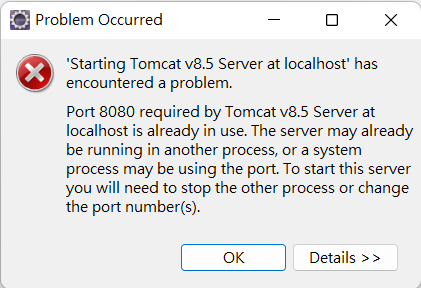 Problem Occurred
'Starting Tomcat v8.5 Server at localhost' has
encountered a problem.
Port 8080 required by Tomcat v8.5 Server at
localhost is already in use. The server may already
be running in another process, or a system
process may be using the port. To start this server
you will need to stop the other process or change
the port number(s).
OK
Details >>